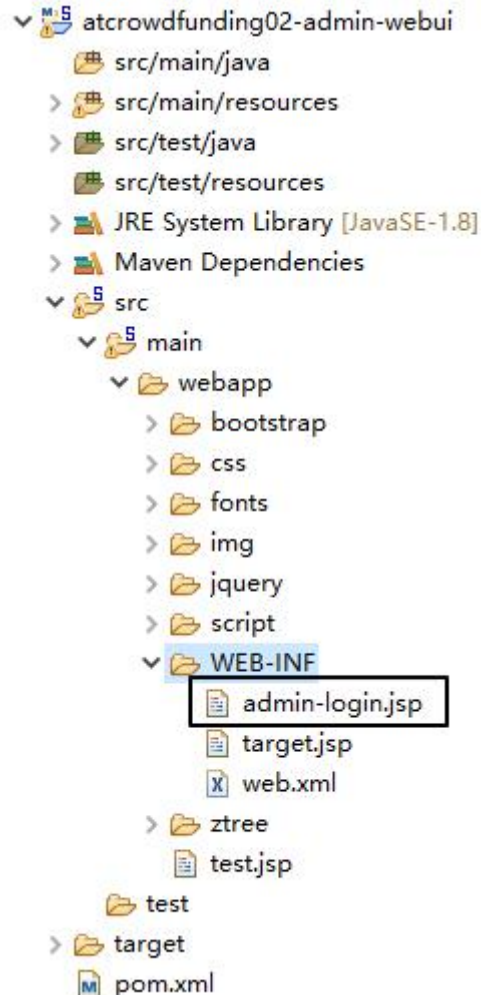 atcrowdfunding02-admin-webui
src/main/java
src/main/resources
src/test/java
src/test/resources
JRE System Library [JavaSE-1.8]
Maven Dependencies
src
main
webapp
bootstrap
css
fonts
img
jquery
script
WEB-INF
admin-login.jsp
target.jsp
web.xml
ztree
test.jsp
test
target
pom.xml